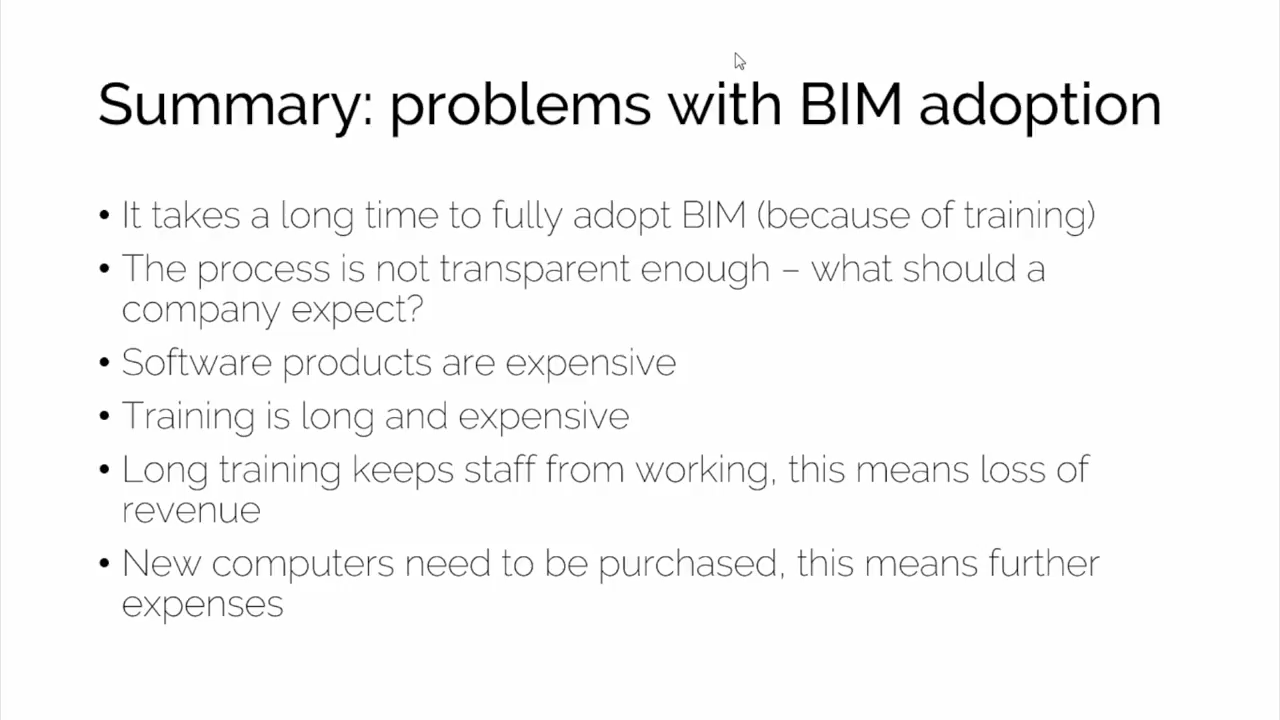 Summary: problems with BIM adoption
• It takes a long time to fully adopt BIM (because of training)
• The process is not transparent enough – what should a
company expect?
• Software products are expensive
• Training is long and expensive
• Long training keeps staff from working, this means loss of
revenue
• New computers need to be purchased, this means further
expenses